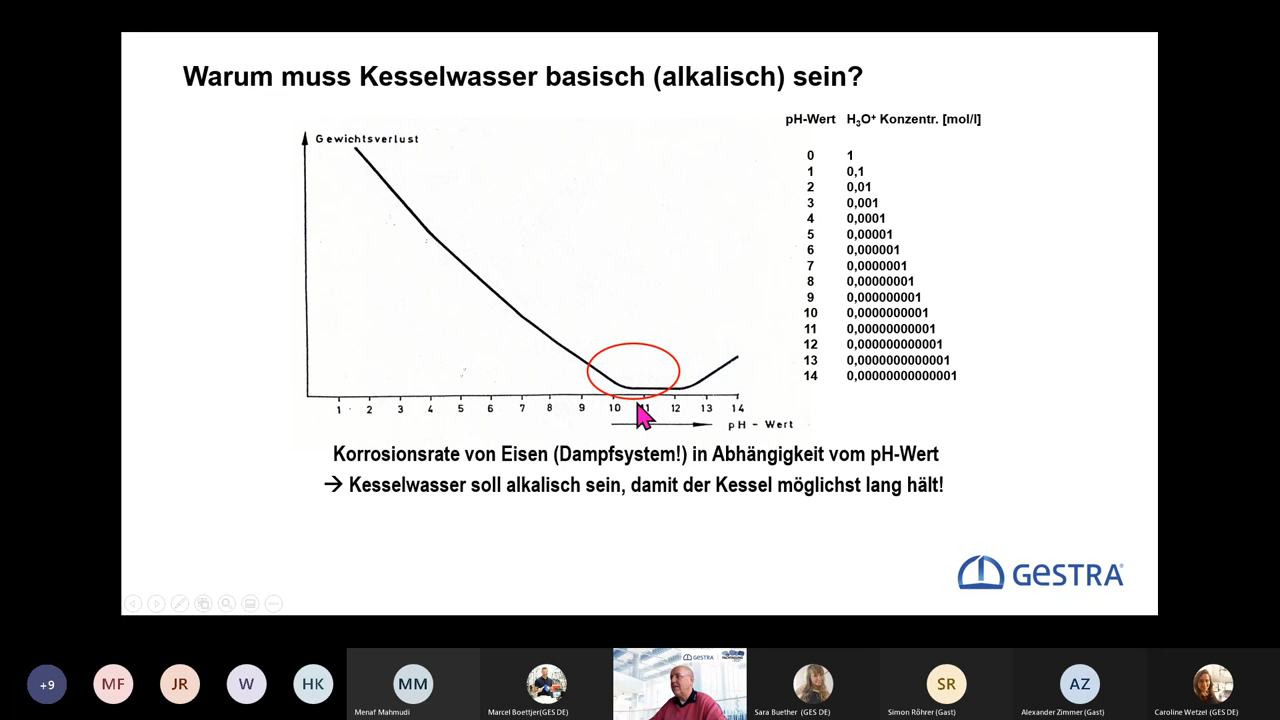 Warum muss Kesselwasser basisch (alkalisch) sein?
pH-Wert H₃O⁺ Konzentr. [mol/l]
Gewichtsverlust
0 1
1 0,1
2 0,01
3 0,001
4 0,0001
5 0,00001
6 0,000001
7 0,0000001
8 0,00000001
9 0,000000001
10 0,0000000001
11 0,00000000001
12 0,000000000001
13 0,0000000000001
14 0,00000000000001
1 2 3 4 5 6 7 8 9 10 11 12 13 14
pH - Wert
Korrosionsrate von Eisen (Dampfsystem!) in Abhängigkeit vom pH-Wert
→ Kesselwasser soll alkalisch sein, damit der Kessel möglichst lang hält!
GESTRA
+9 MF JR W HK MM SR AZ
GESTRA
Menaf Mahmudi
Marcel Boettjer(GES DE)
Sara Buether (GES DE)
Simon Röhrer (Gast)
Alexander Zimmer (Gast)
Caroline Wetzel (GES DE)